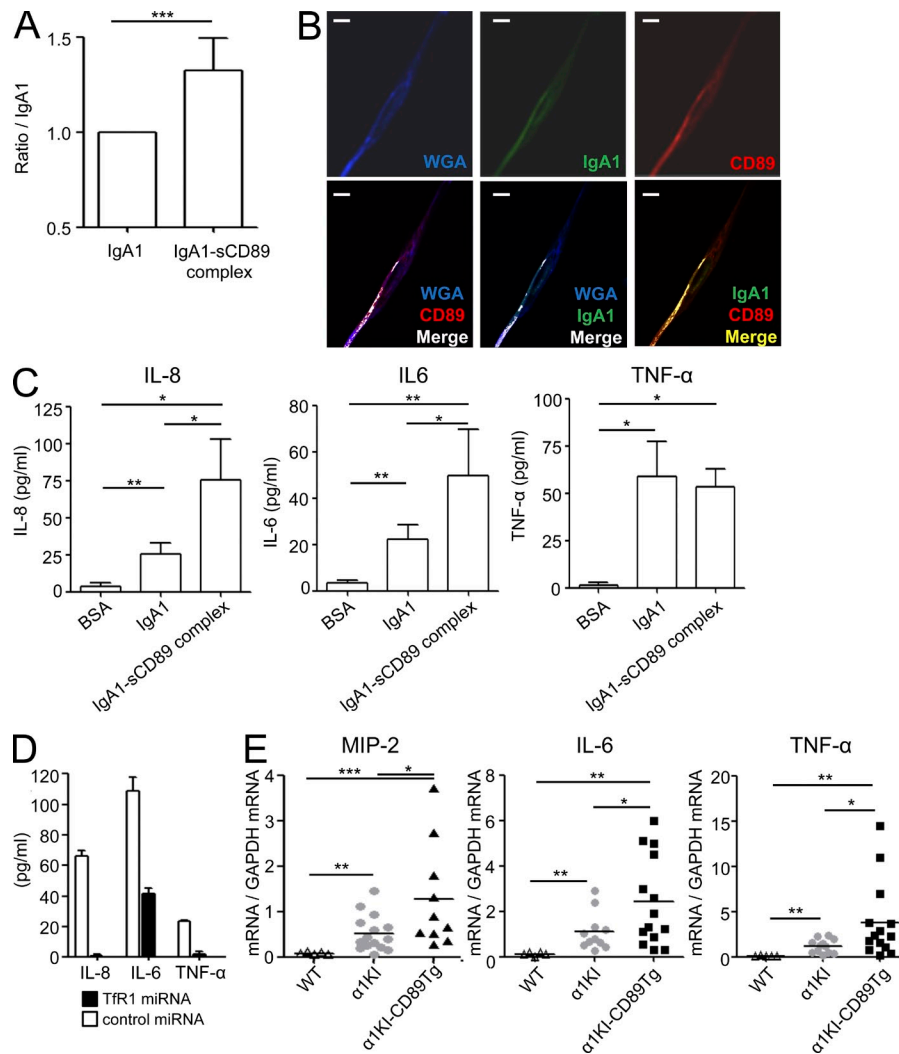 A
***
1.5
1.0
0.5
Ratio / IgA1
IgA1
IgA1-sCD89
complex
B
WGA
IgA1
CD89
WGA
CD89
Merge
WGA
IgA1
Merge
IgA1
CD89
Merge
C
IL-8
*
*
**
125
100
75
50
25
0
IL-8 (pg/ml)
BSA
IgA1
IgA1-sCD89 complex
IL6
**
*
**
80
60
40
20
0
IL-6 (pg/ml)
BSA
IgA1
IgA1-sCD89 complex
TNF-α
*
*
100
75
50
25
0
TNF-α (pg/ml)
BSA
IgA1
IgA1-sCD89 complex
D
120
100
80
60
40
20
0
(pg/ml)
IL-8 IL-6 TNF-α
TfR1 miRNA
control miRNA
E
MIP-2
***
*
**
4
3
2
1
0
mRNA / GAPDH mRNA
WT
α1KI
α1KI-CD89Tg
IL-6
**
*
**
8
6
4
2
0
mRNA / GAPDH mRNA
WT
α1KI
α1KI-CD89Tg
TNF-α
**
*
**
20
15
10
5
0
mRNA / GAPDH mRNA
WT
α1KI
α1KI-CD89Tg